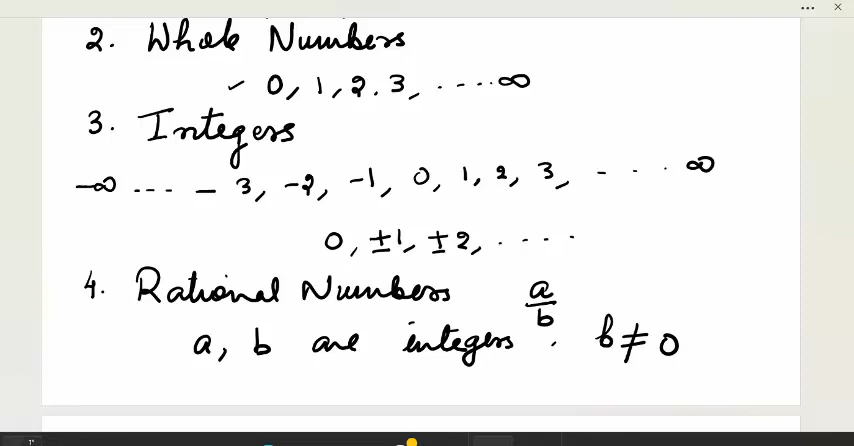 2. Whole Numbers
✓ 0, 1, 2. 3, ..... ∞
3. Integers
-∞ ... - 3, -2, -1, 0, 1, 2, 3, .... ∞
0, ±1, ±2, .....
4. Rational Numbers a/b
a, b are integers . b ≠ 0
1°